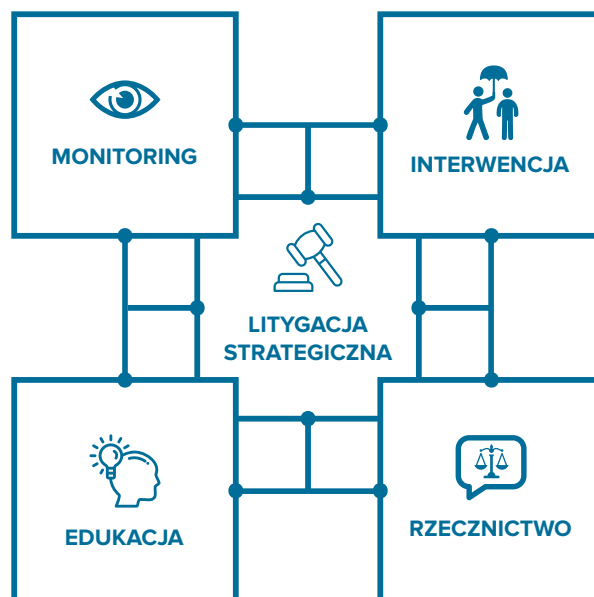 MONITORING
INTERWENCJA
LITYGACJA
STRATEGICZNA
EDUKACJA
RZECZNICTWO